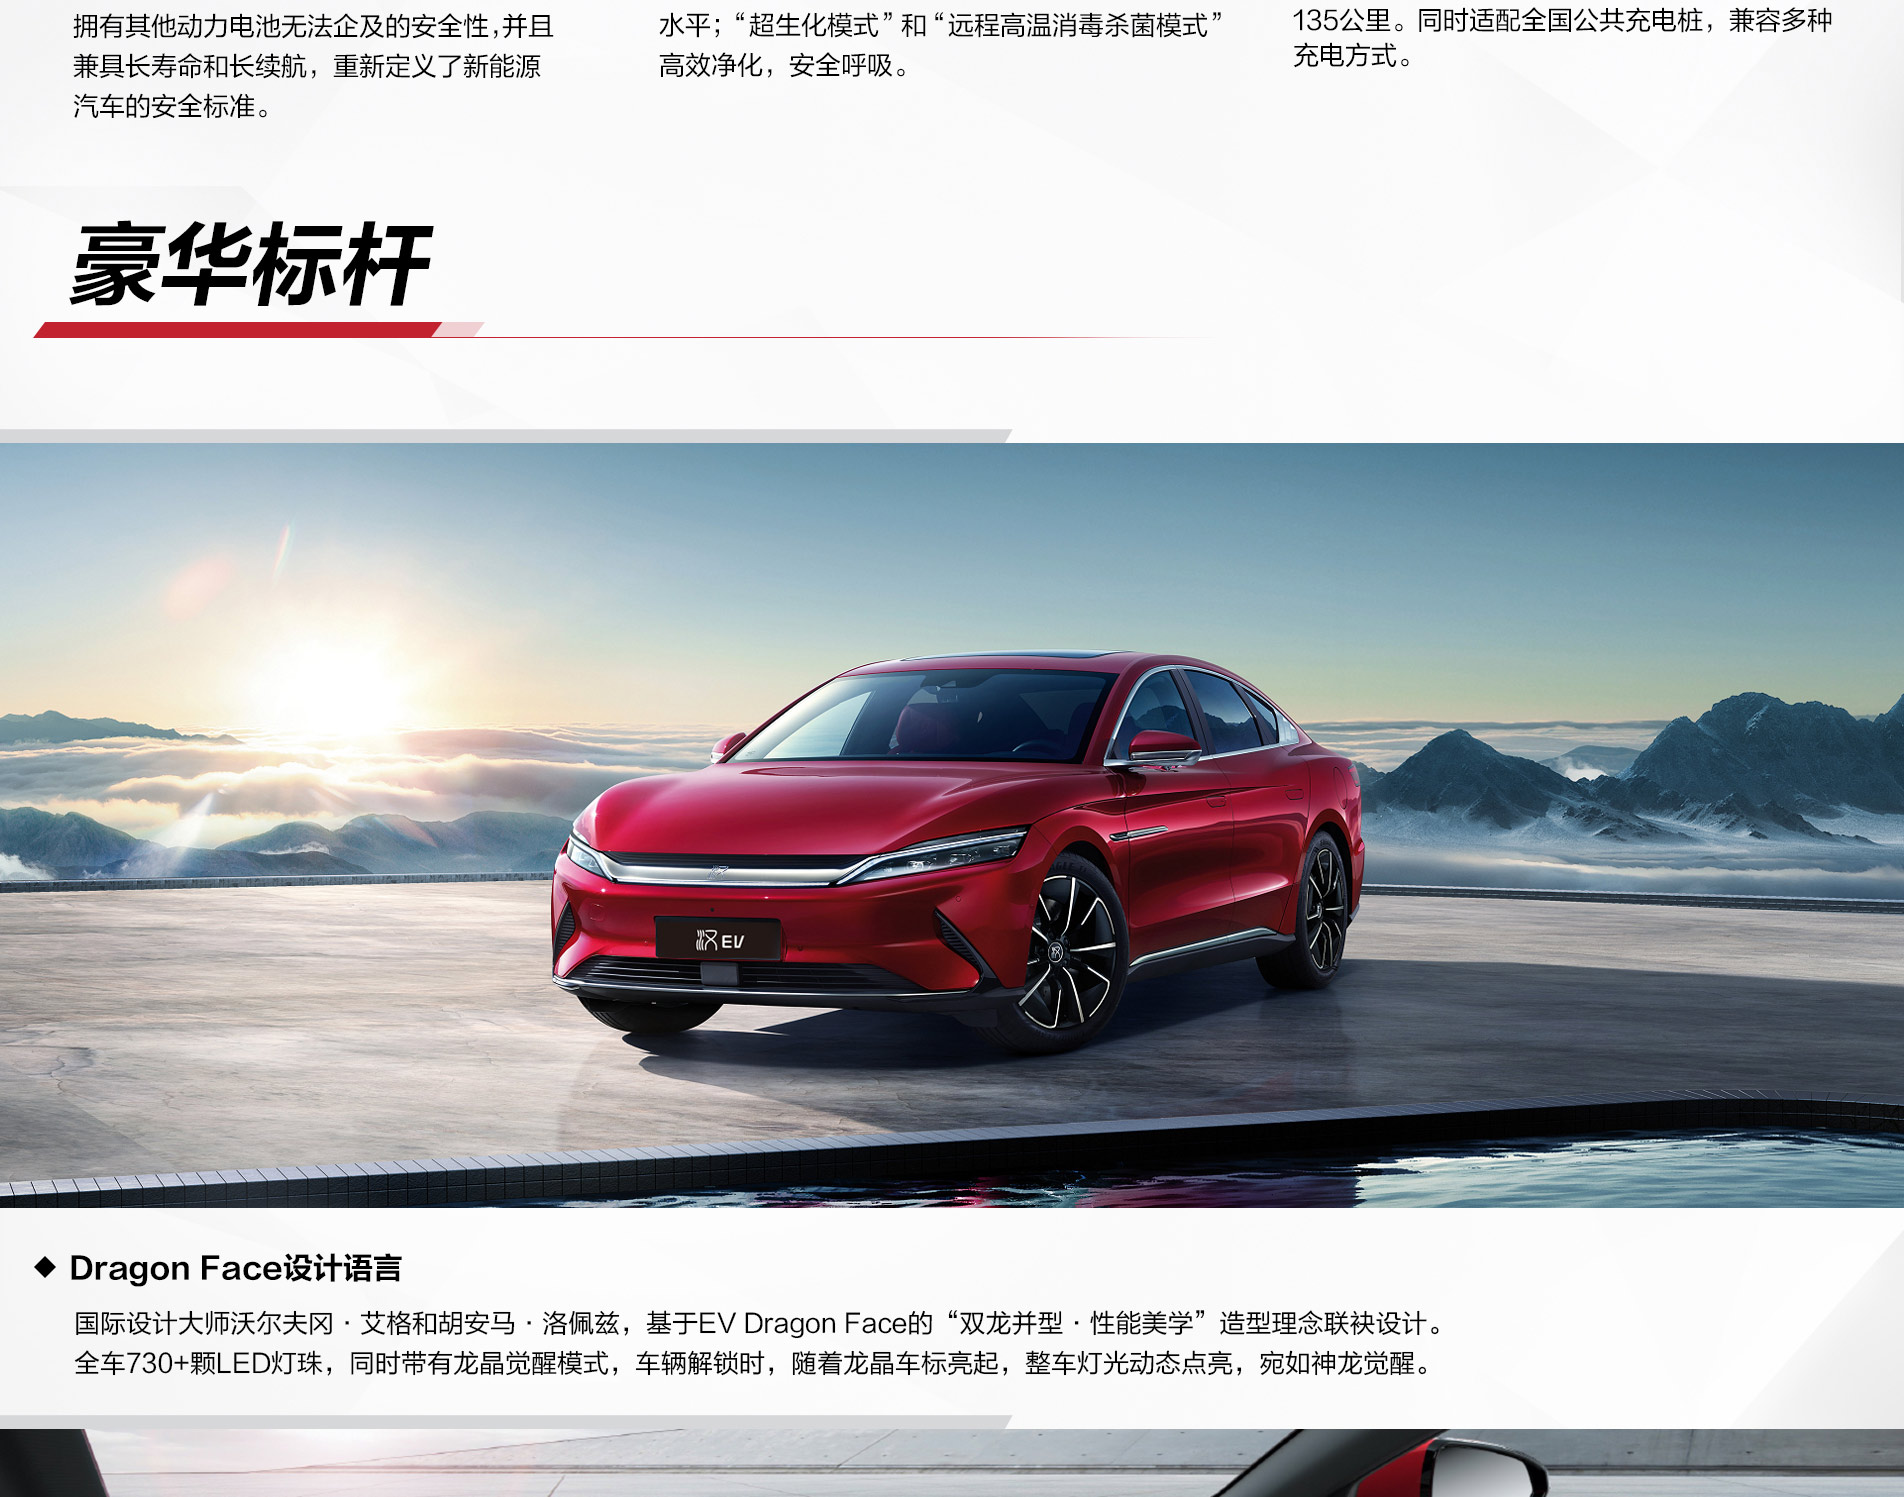 拥有其他动力电池无法企及的安全性,并且
兼具长寿命和长续航，重新定义了新能源
汽车的安全标准。
水平；“超生化模式”和“远程高温消毒杀菌模式”
高效净化，安全呼吸。
135公里。同时适配全国公共充电桩，兼容多种
充电方式。
豪华标杆
汉EV
◆ Dragon Face设计语言
国际设计大师沃尔夫冈·艾格和胡安马·洛佩兹，基于EV Dragon Face的“双龙并型·性能美学”造型理念联袂设计。
全车730+颗LED灯珠，同时带有龙晶觉醒模式，车辆解锁时，随着龙晶车标亮起，整车灯光动态点亮，宛如神龙觉醒。